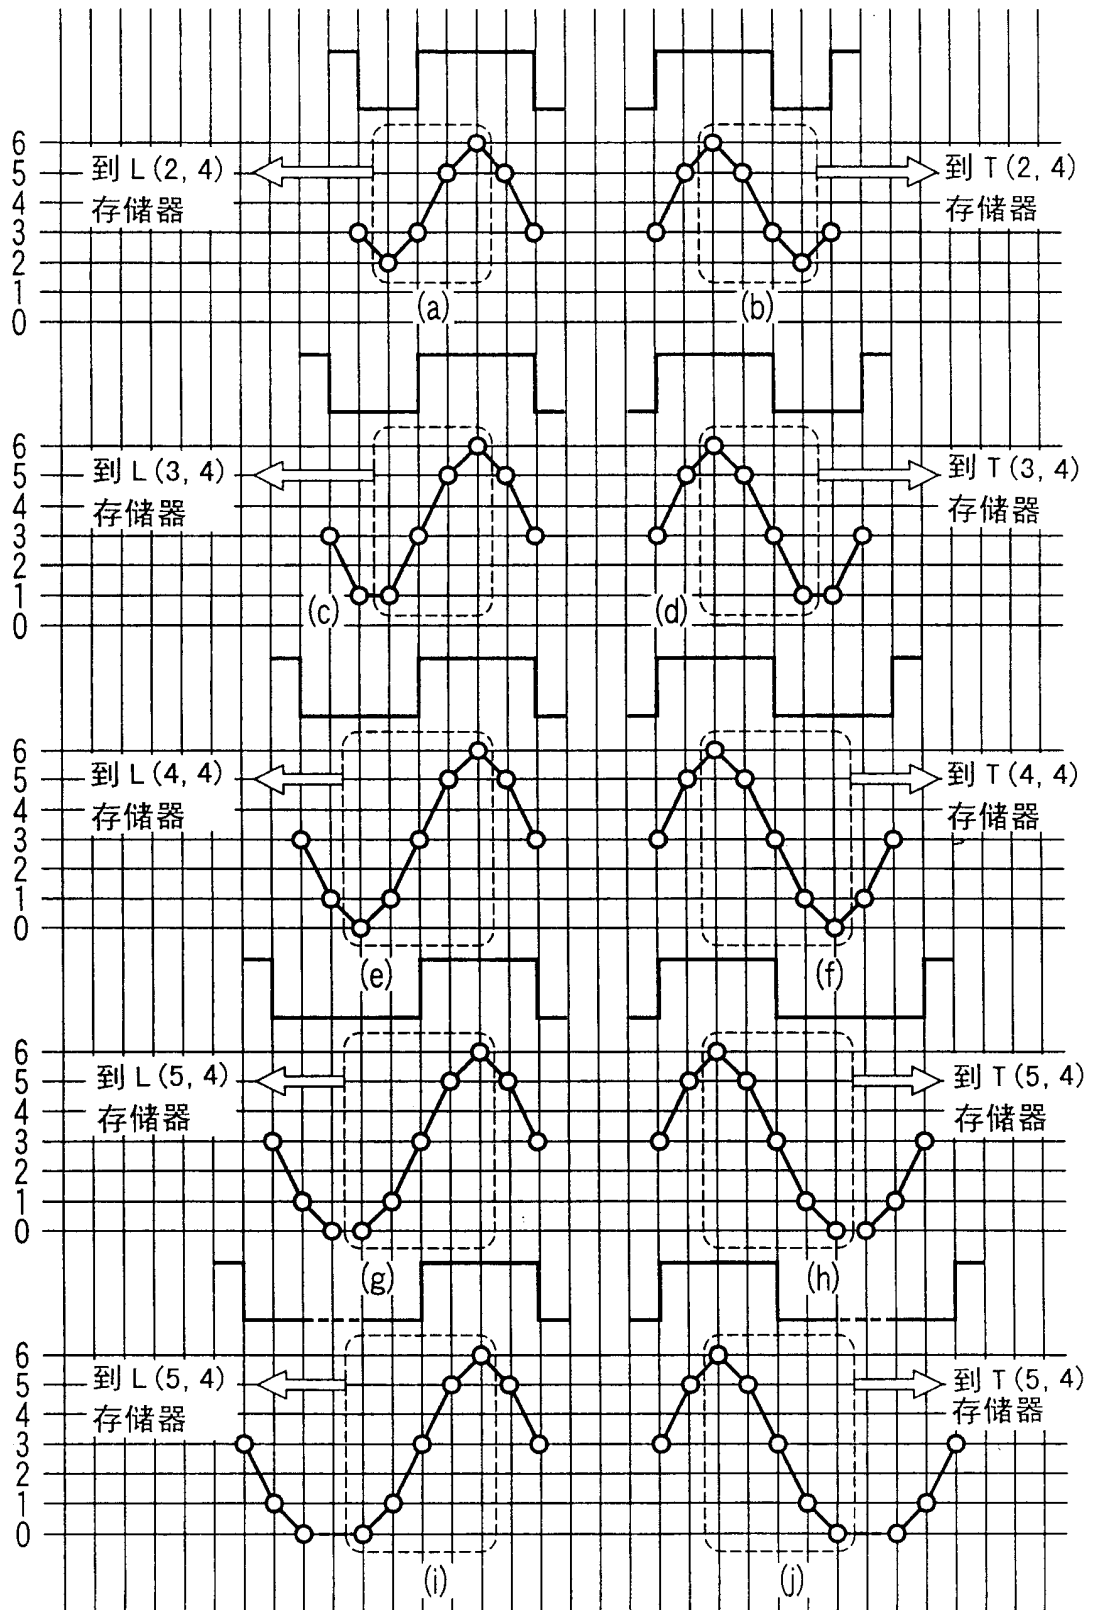 6
5
4
3
2
1
0
到 L(2, 4)
存储器
到 T(2, 4)
存储器
(a)
(b)
6
5
4
3
2
1
0
到 L(3, 4)
存储器
到 T(3, 4)
存储器
(c)
(d)
6
5
4
3
2
1
0
到 L(4, 4)
存储器
到 T(4, 4)
存储器
(e)
(f)
6
5
4
3
2
1
0
到 L(5, 4)
存储器
到 T(5, 4)
存储器
(g)
(h)
6
5
4
3
2
1
0
到 L(5, 4)
存储器
到 T(5, 4)
存储器
(i)
(j)